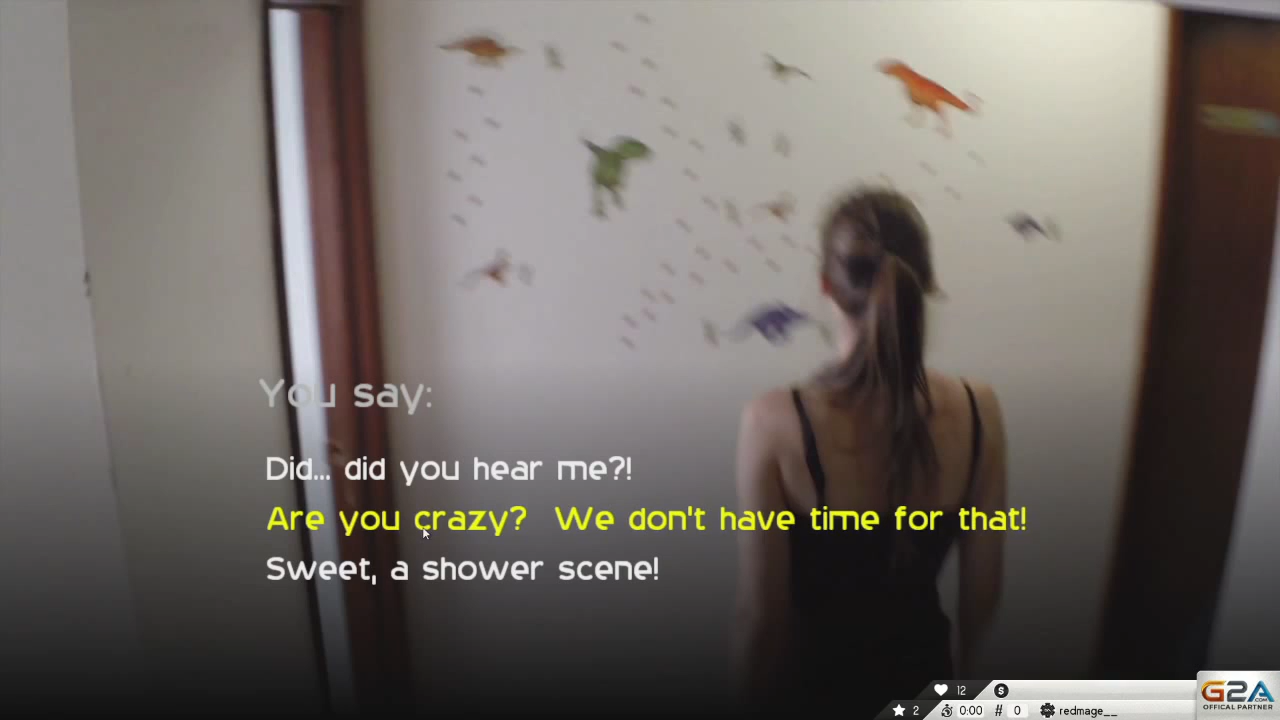 You say:
Did... did you hear me?!
Are you crazy?  We don't have time for that!
Sweet, a shower scene!
12
2
0:00
# 0
redmage__
G2A.COM
OFFICIAL PARTNER